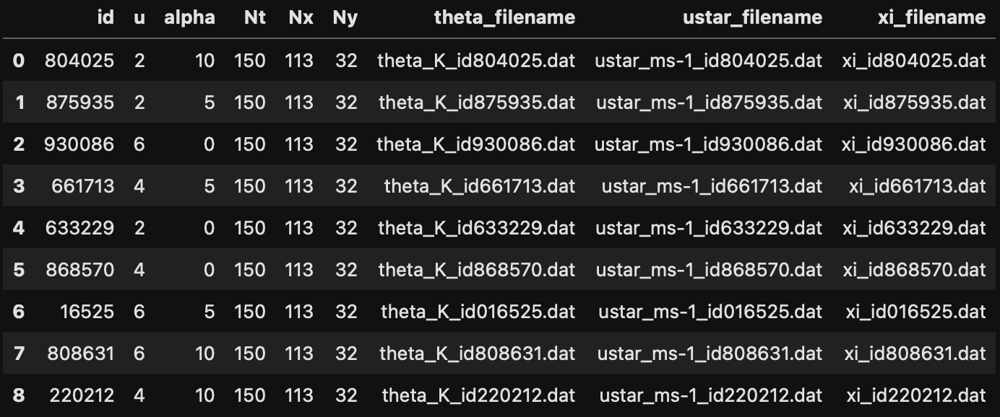 id u alpha Nt Nx Ny theta_filename ustar_filename xi_filename
0 804025 2 10 150 113 32 theta_K_id804025.dat ustar_ms-1_id804025.dat xi_id804025.dat
1 875935 2 5 150 113 32 theta_K_id875935.dat ustar_ms-1_id875935.dat xi_id875935.dat
2 930086 6 0 150 113 32 theta_K_id930086.dat ustar_ms-1_id930086.dat xi_id930086.dat
3 661713 4 5 150 113 32 theta_K_id661713.dat ustar_ms-1_id661713.dat xi_id661713.dat
4 633229 2 0 150 113 32 theta_K_id633229.dat ustar_ms-1_id633229.dat xi_id633229.dat
5 868570 4 0 150 113 32 theta_K_id868570.dat ustar_ms-1_id868570.dat xi_id868570.dat
6 16525 6 5 150 113 32 theta_K_id016525.dat ustar_ms-1_id016525.dat xi_id016525.dat
7 808631 6 10 150 113 32 theta_K_id808631.dat ustar_ms-1_id808631.dat xi_id808631.dat
8 220212 4 10 150 113 32 theta_K_id220212.dat ustar_ms-1_id220212.dat xi_id220212.dat